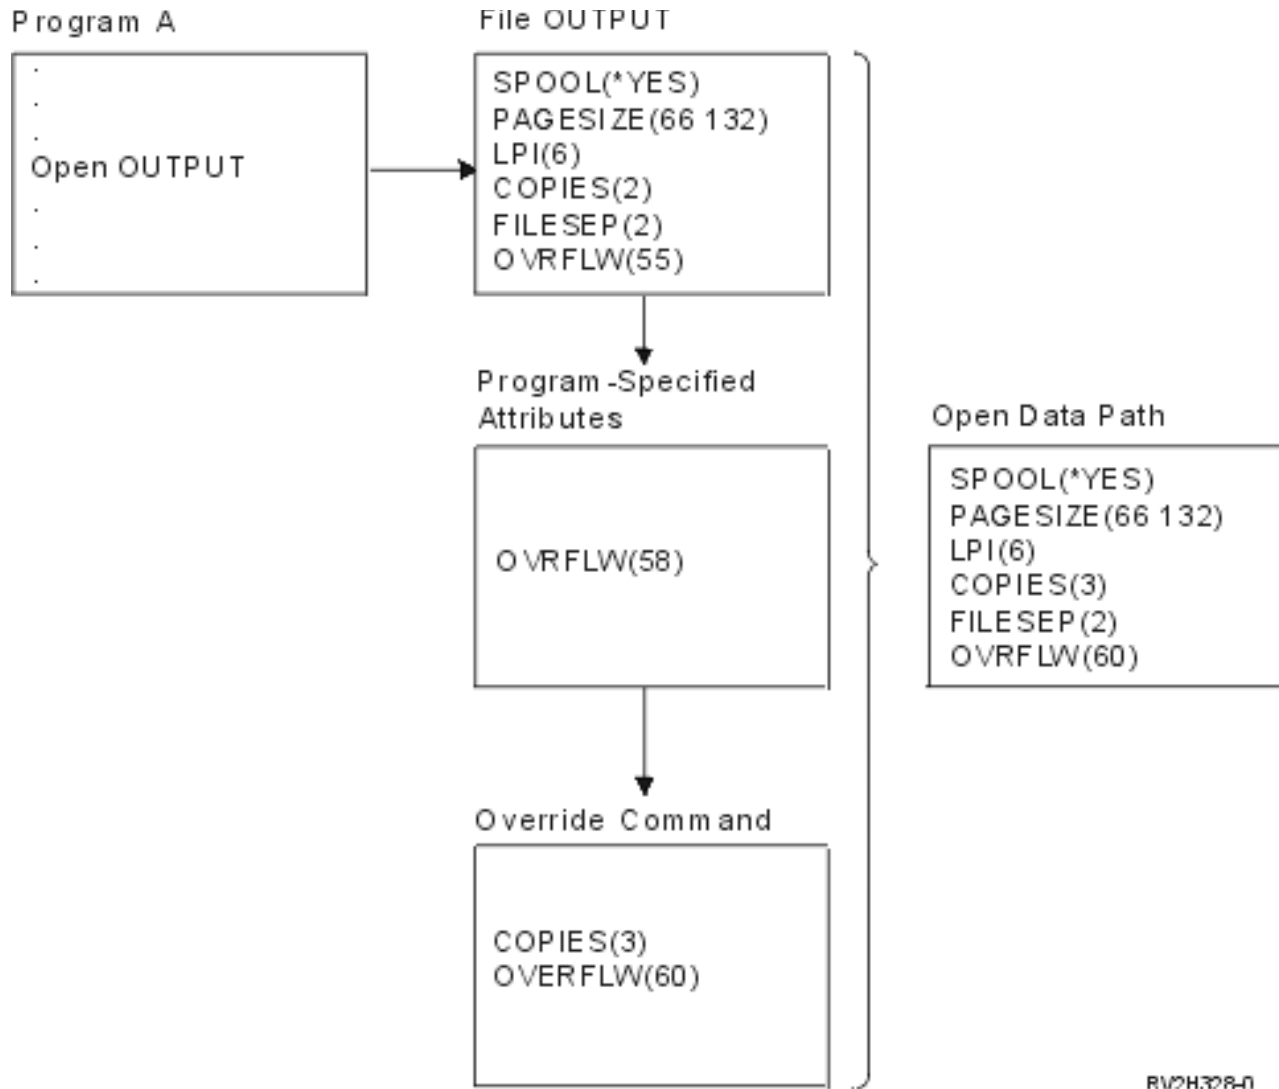 Program A
Open OUTPUT
File OUTPUT
SPOOL(*YES)
PAGESIZE(66 132)
LPI(6)
COPIES(2)
FILESEP(2)
OVRFLW(55)
Program-Specified
Attributes
OVRFLW(58)
Override Command
COPIES(3)
OVERFLW(60)
Open Data Path
SPOOL(*YES)
PAGESIZE(66 132)
LPI(6)
COPIES(3)
FILESEP(2)
OVRFLW(60)
RV2H328-0